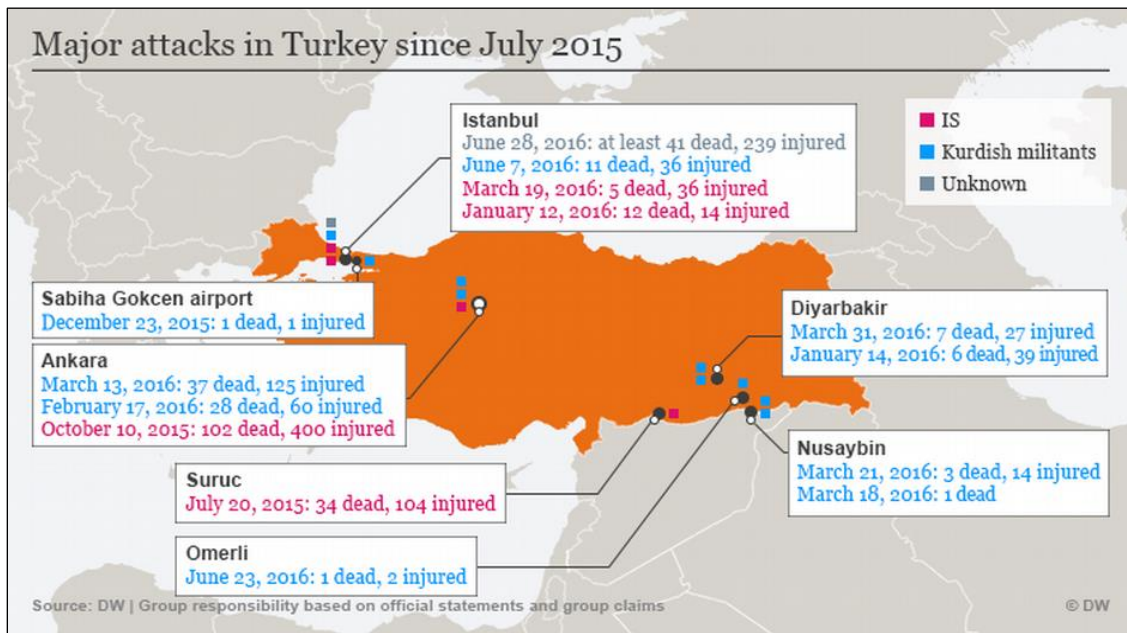 Major attacks in Turkey since July 2015
IS
Kurdish militants
Unknown
Istanbul
June 28, 2016: at least 41 dead, 239 injured
June 7, 2016: 11 dead, 36 injured
March 19, 2016: 5 dead, 36 injured
January 12, 2016: 12 dead, 14 injured
Sabiha Gokcen airport
December 23, 2015: 1 dead, 1 injured
Ankara
March 13, 2016: 37 dead, 125 injured
February 17, 2016: 28 dead, 60 injured
October 10, 2015: 102 dead, 400 injured
Diyarbakir
March 31, 2016: 7 dead, 27 injured
January 14, 2016: 6 dead, 39 injured
Nusaybin
March 21, 2016: 3 dead, 14 injured
March 18, 2016: 1 dead
Suruc
July 20, 2015: 34 dead, 104 injured
Omerli
June 23, 2016: 1 dead, 2 injured
Source: DW | Group responsibility based on official statements and group claims
© DW